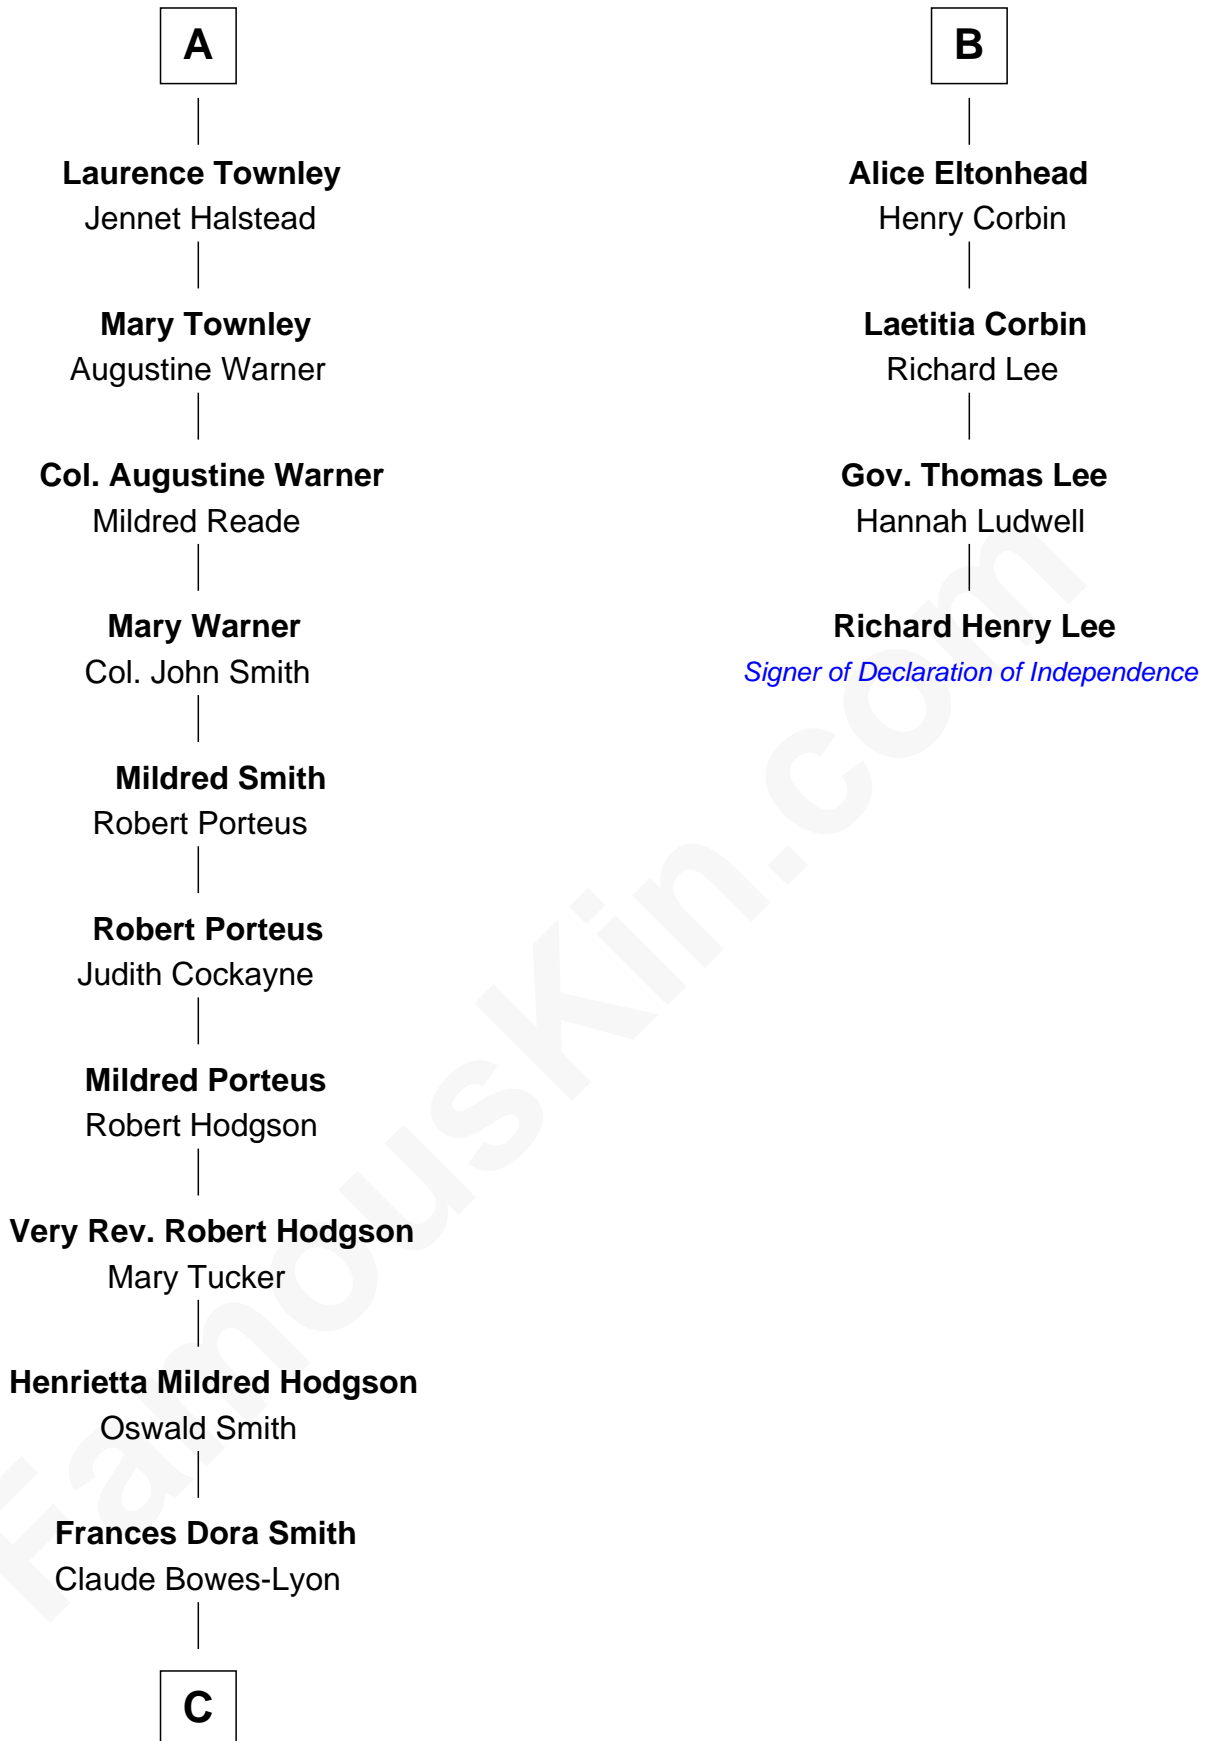 A
Laurence Townley
Jennet Halstead
Mary Townley
Augustine Warner
Col. Augustine Warner
Mildred Reade
Mary Warner
Col. John Smith
Mildred Smith
Robert Porteus
Robert Porteus
Judith Cockayne
Mildred Porteus
Robert Hodgson
Very Rev. Robert Hodgson
Mary Tucker
Henrietta Mildred Hodgson
Oswald Smith
Frances Dora Smith
Claude Bowes-Lyon
C
B
Alice Eltonhead
Henry Corbin
Laetitia Corbin
Richard Lee
Gov. Thomas Lee
Hannah Ludwell
Richard Henry Lee
Signer of Declaration of Independence
FamousKin.com